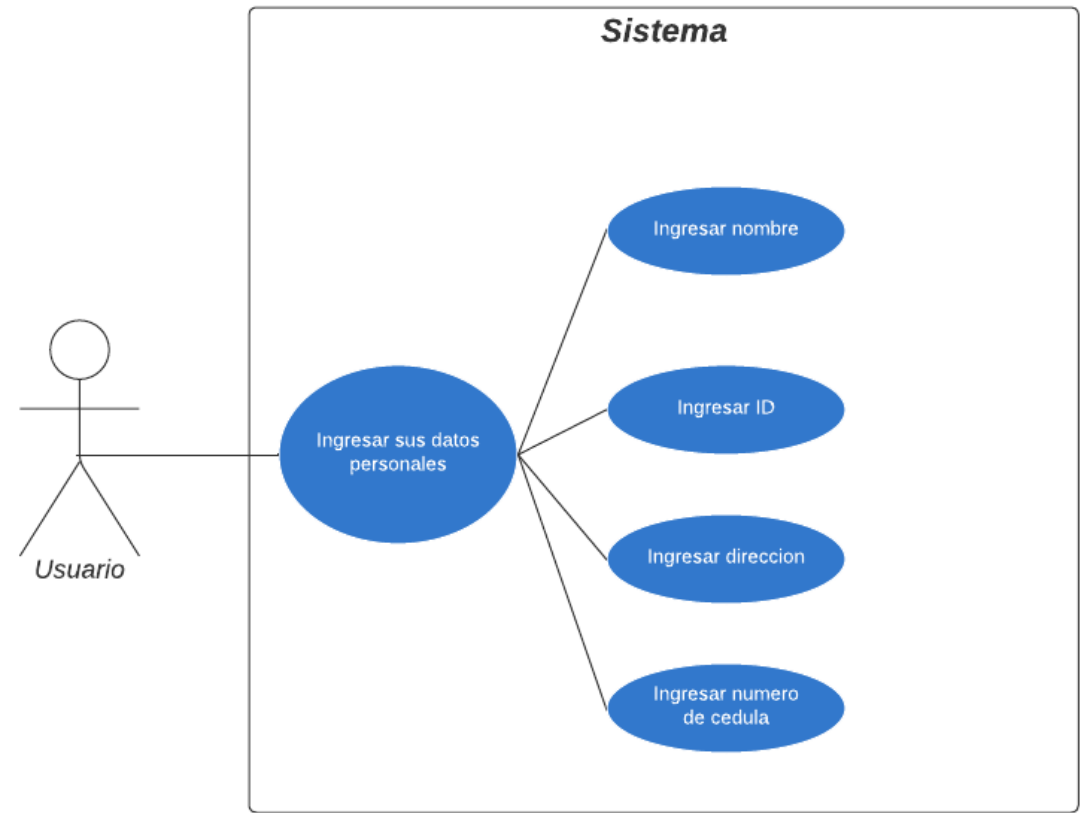 Sistema
Ingresar nombre
Ingresar ID
Ingresar sus datos
personales
Usuario
Ingresar direccion
Ingresar numero
de cedula